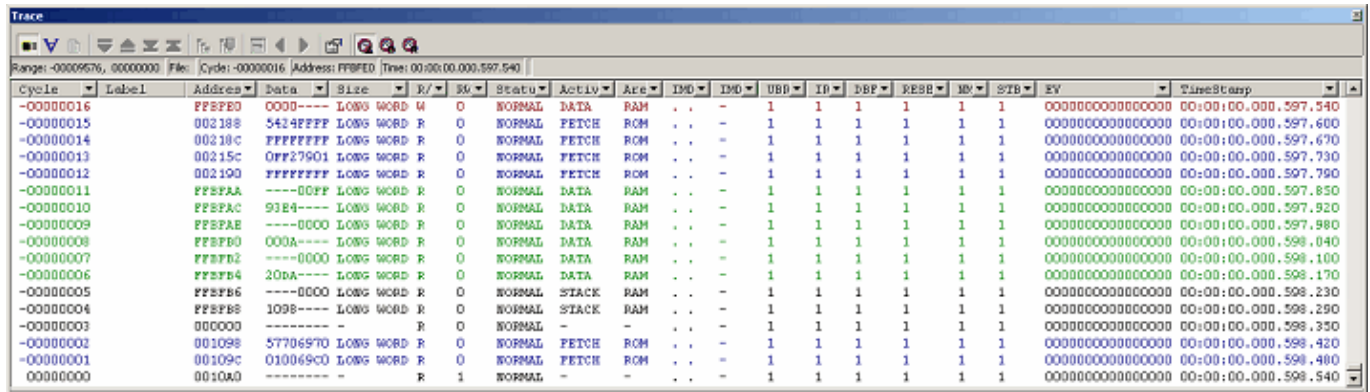 Trace
Range: -00009576, 00000000 File: Cycle: -00000016 Address: FFBFE0 Time: 00:00:00.000.597.540
Cycle Label Addres Data Size R/ RW Statu Activ Are IMD IMD UBD IR DBF RESE NM STB EV TimeStamp
-00000016 FFBFE0 0000---- LONG WORD W 0 NORMAL DATA RAM . . - 1 1 1 1 1 1 0000000000000000 00:00:00.000.597.540
-00000015 002188 5424FFFF LONG WORD R 0 NORMAL FETCH ROM . . - 1 1 1 1 1 1 0000000000000000 00:00:00.000.597.600
-00000014 00218C FFFFFFFF LONG WORD R 0 NORMAL FETCH ROM . . - 1 1 1 1 1 1 0000000000000000 00:00:00.000.597.670
-00000013 00215C 0FF27901 LONG WORD R 0 NORMAL FETCH ROM . . - 1 1 1 1 1 1 0000000000000000 00:00:00.000.597.730
-00000012 002190 FFFFFFFF LONG WORD R 0 NORMAL FETCH ROM . . - 1 1 1 1 1 1 0000000000000000 00:00:00.000.597.790
-00000011 FFBFAA ----00FF LONG WORD R 0 NORMAL DATA RAM . . - 1 1 1 1 1 1 0000000000000000 00:00:00.000.597.850
-00000010 FFBFAC 93E4---- LONG WORD R 0 NORMAL DATA RAM . . - 1 1 1 1 1 1 0000000000000000 00:00:00.000.597.920
-00000009 FFBFAE ----0000 LONG WORD R 0 NORMAL DATA RAM . . - 1 1 1 1 1 1 0000000000000000 00:00:00.000.597.980
-00000008 FFBFB0 000A---- LONG WORD R 0 NORMAL DATA RAM . . - 1 1 1 1 1 1 0000000000000000 00:00:00.000.598.040
-00000007 FFBFB2 ----0000 LONG WORD R 0 NORMAL DATA RAM . . - 1 1 1 1 1 1 0000000000000000 00:00:00.000.598.100
-00000006 FFBFB4 20DA---- LONG WORD R 0 NORMAL DATA RAM . . - 1 1 1 1 1 1 0000000000000000 00:00:00.000.598.170
-00000005 FFBFB6 ----0000 LONG WORD R 0 NORMAL STACK RAM . . - 1 1 1 1 1 1 0000000000000000 00:00:00.000.598.230
-00000004 FFBFB8 1098---- LONG WORD R 0 NORMAL STACK RAM . . - 1 1 1 1 1 1 0000000000000000 00:00:00.000.598.290
-00000003 000000 -------- - R 0 NORMAL - - . . - 1 1 1 1 1 1 0000000000000000 00:00:00.000.598.350
-00000002 001098 57706970 LONG WORD R 0 NORMAL FETCH ROM . . - 1 1 1 1 1 1 0000000000000000 00:00:00.000.598.420
-00000001 00109C 010069C0 LONG WORD R 0 NORMAL FETCH ROM . . - 1 1 1 1 1 1 0000000000000000 00:00:00.000.598.480
00000000 0010A0 -------- - R 1 NORMAL - - . . - 1 1 1 1 1 1 0000000000000000 00:00:00.000.598.540